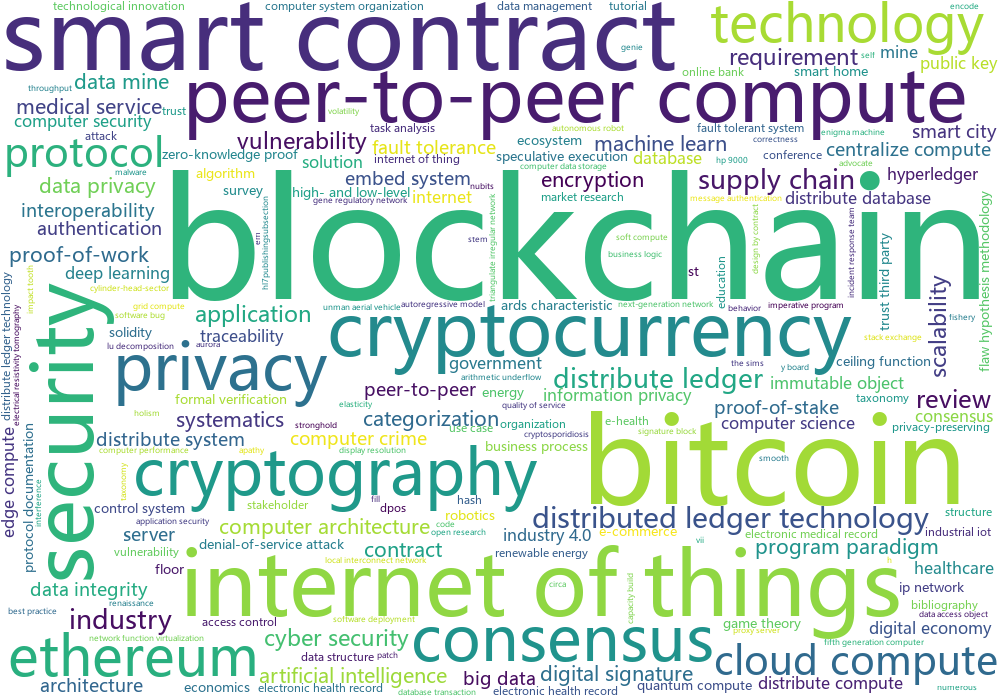 technological innovation
computer system organization
data management
tutorial
encode
smart contract
technology
genie
requirement
self
mine
public key
online bank
smart home
data mine
throughput
peer-to-peer compute
medical service
trust
volatility
computer security
attack
task analysis
autonomous robot
fault tolerant system
enigma machine
smart city
vulnerability
fault tolerance
ecosystem
machine learn
correctness
centralize compute
protocol
zero-knowledge proof
solution
internet of thing
speculative execution
database
hp 9000
conference
malware
algorithm
embed system
computer data storage
encryption
supply chain
advocate
hyperledger
data privacy
survey
high- and low-level
internet
nubits
market research
message authentication
distribute database
gene regulatory network
interoperability
authentication
blockchain
erm
hl7publishingsubsection
stem
triangulate irregular network
soft compute
business logic
design by contract
incident response team
trust third party
flaw hypothesis methodology
proof-of-work
deep learning
st
education
impact tooth
cylinder-head-sector
grid compute
software bug
unman aerial vehicle
autoregressive model
ards characteristic
next-generation network
behavior
imperative program
scalability
fishery
application
solidity
traceability
lu decomposition
aurora
cryptocurrency
stack exchange
distribute ledger technology
electrical resistivity tomography
security
privacy
government
the sims
y board
ceiling function
arithmetic underflow
distribute ledger
immutable object
peer-to-peer
energy
information privacy
formal verification
elasticity
quality of service
taxonomy
review
holism
systematics
stronghold
categorization
organization
use case
cryptosporidiosis
e-health
proof-of-stake
consensus
computer science
privacy-preserving
signature block
distribute system
computer crime
business process
bitcoin
computer performance
apathy
display resolution
smooth
edge compute
protocol documentation
interference
taxonomy
cryptography
control system
stakeholder
fill
dpos
hash
robotics
distributed ledger technology
structure
application security
computer architecture
code
open research
industry 4.0
e-commerce
electronic medical record
industrial iot
server
vulnerability
denial-of-service attack
contract
renewable energy
vii
program paradigm
floor
local interconnect network
h
healthcare
data integrity
internet of things
circa
capacity build
ip network
best practice
renaissance
bibliography
industry
access control
software deployment
game theory
proxy server
data access object
digital economy
network function virtualization
cyber security
consensus
fifth generation computer
ethereum
data structure
patch
cloud compute
architecture
economics
artificial intelligence
big data
digital signature
quantum compute
distribute compute
electronic health record
database transaction
electronic health record
numerous